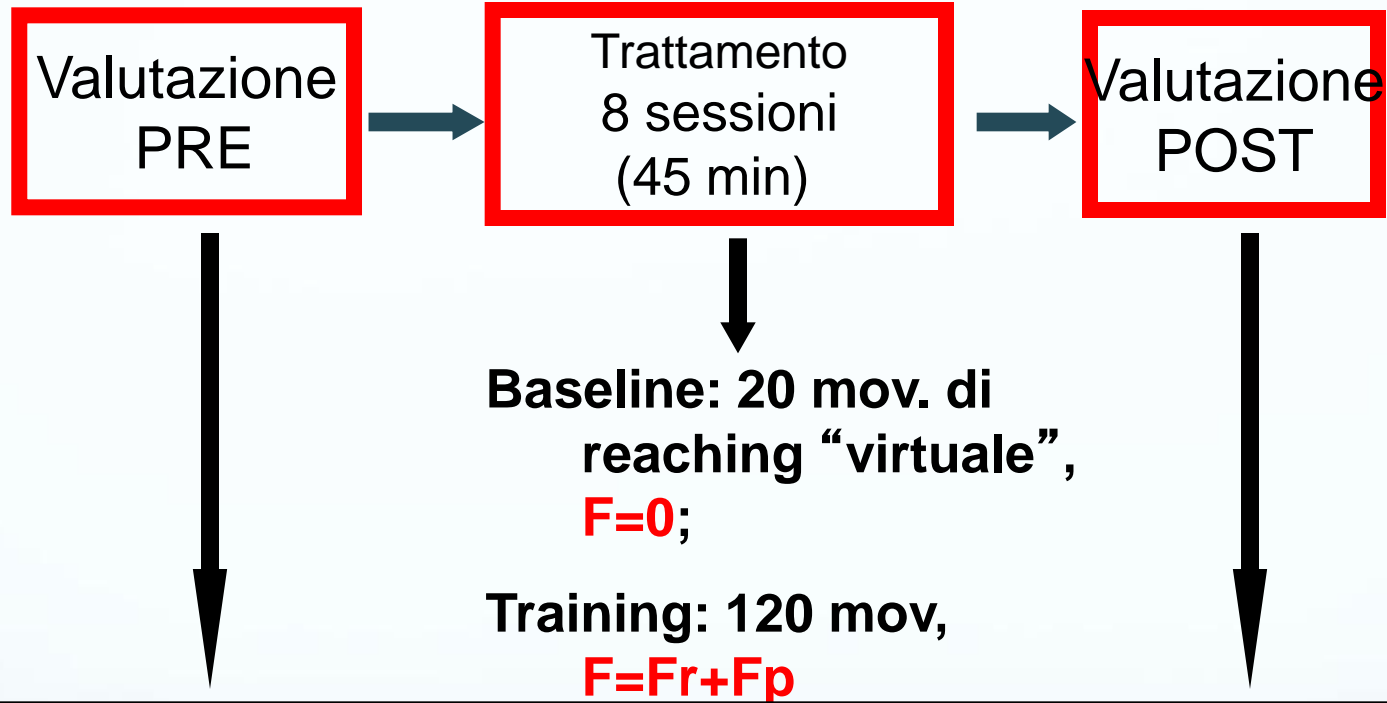 Valutazione
PRE
Trattamento
8 sessioni
(45 min)
Valutazione
POST
Baseline: 20 mov. di
reaching “virtuale”,
F=0;
Training: 120 mov,
F=Fr+Fp